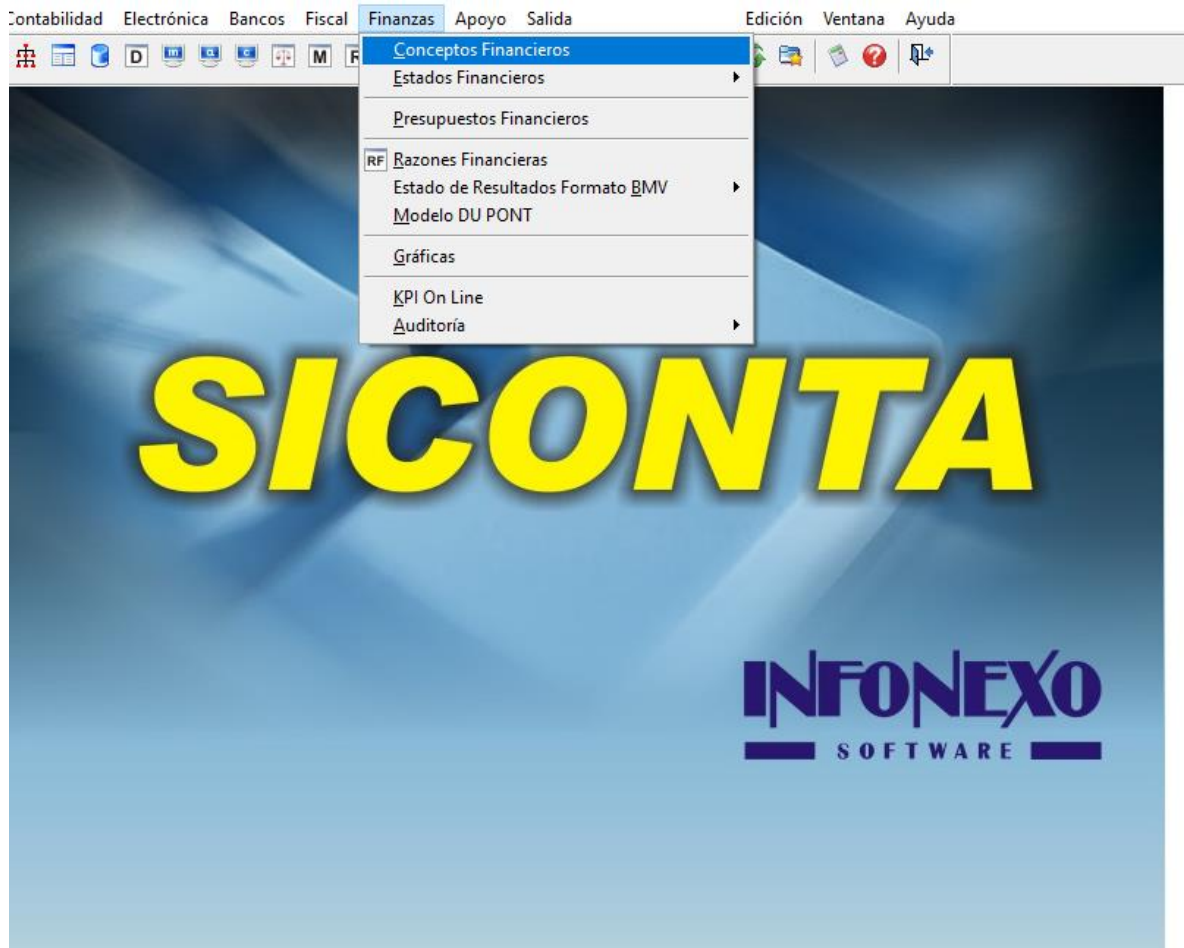 Contabilidad Electrónica Bancos Fiscal Finanzas Apoyo Salida Edición Ventana Ayuda
D m a c M R
Conceptos Financieros
Estados Financieros
Presupuestos Financieros
RF Razones Financieras
Estado de Resultados Formato BMV
Modelo DU PONT
Gráficas
KPI On Line
Auditoría
SICONTA
INFONEXO
SOFTWARE